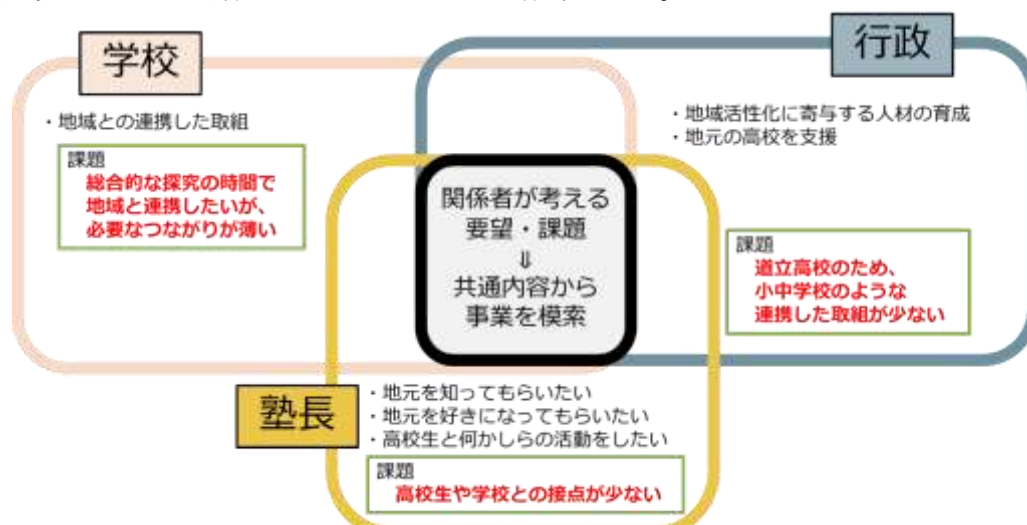 学校
・地域との連携した取組
課題
総合的な探究の時間で
地域と連携したいが、
必要なつながりが薄い
行政
・地域活性化に寄与する人材の育成
・地元の高校を支援
課題
道立高校のため、
小中学校のような
連携した取組が少ない
関係者が考える
要望・課題
⇓
共通内容から
事業を模索
塾長
・地元を知ってもらいたい
・地元を好きになってもらいたい
・高校生と何かしらの活動をしたい
課題
高校生や学校との接点が少ない